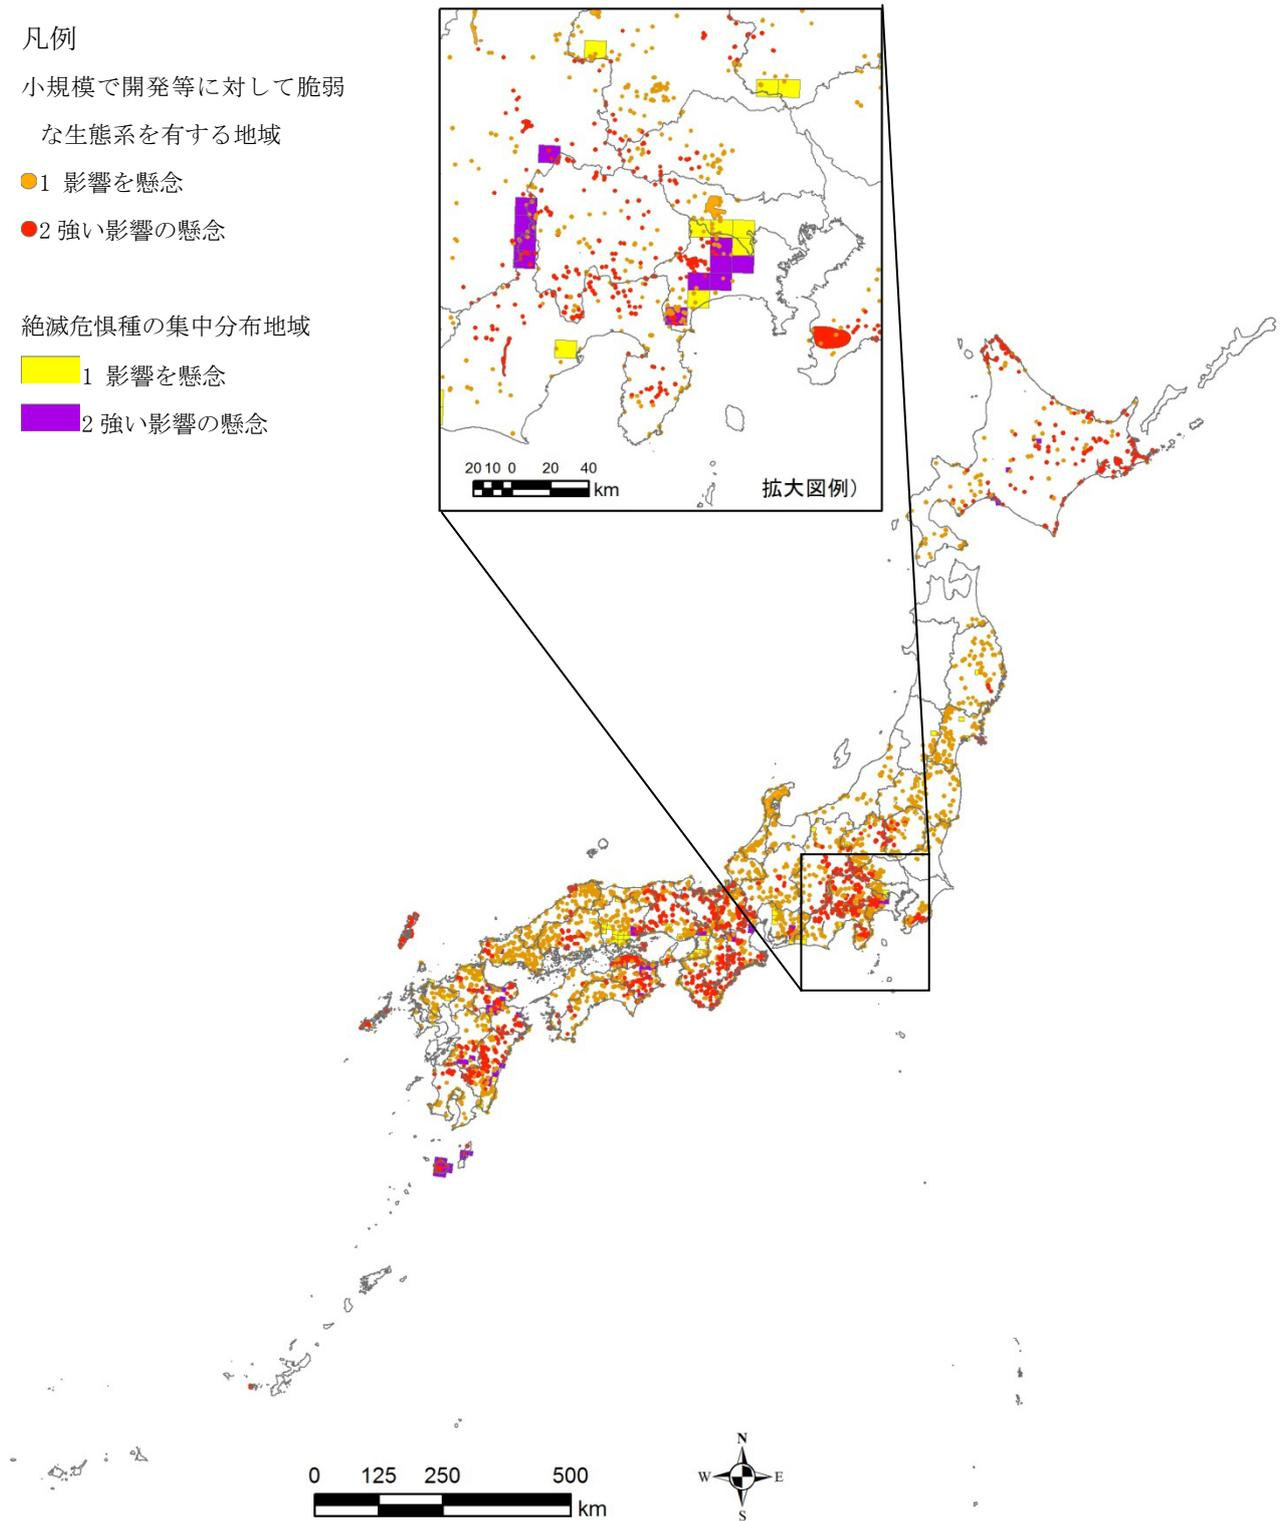 凡例
小規模で開発等に対して脆弱
な生態系を有する地域
1 影響を懸念
2 強い影響の懸念
絶滅危惧種の集中分布地域
1 影響を懸念
2 強い影響の懸念
20 10 0 20 40
km
拡大図例）
N
W E
S
0 125 250 500
km